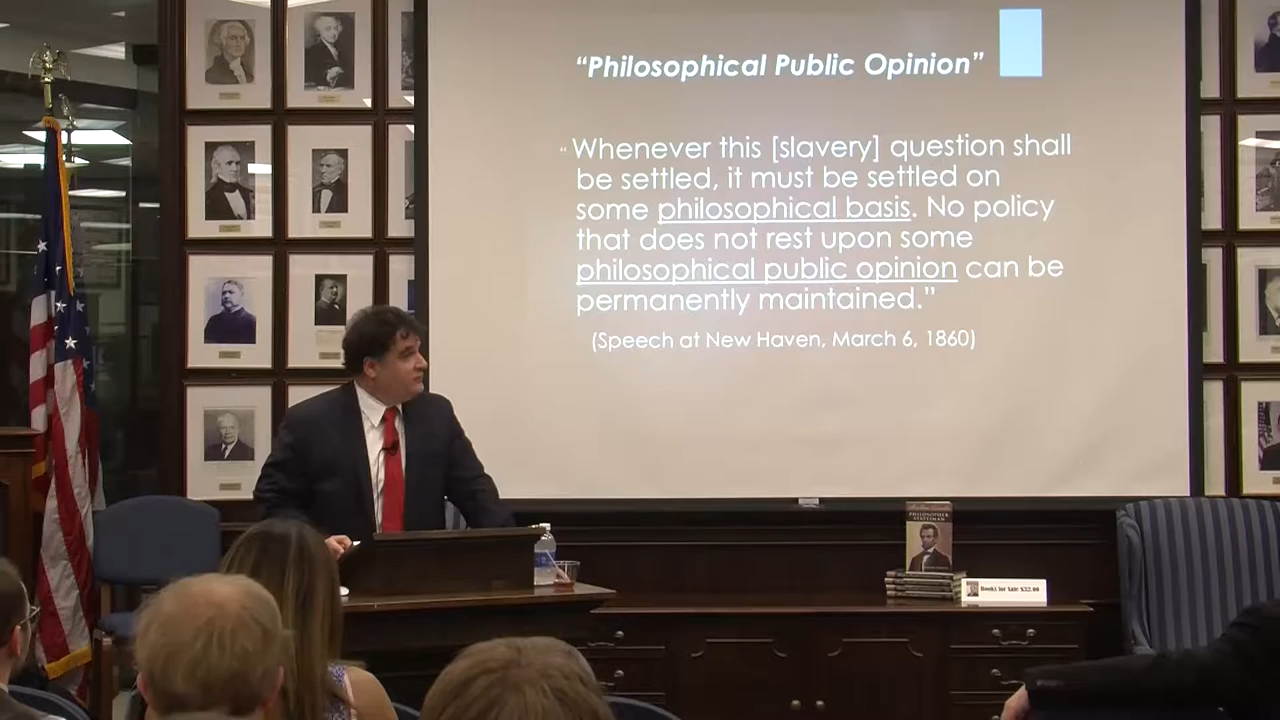 “Philosophical Public Opinion”
“ Whenever this [slavery] question shall
be settled, it must be settled on
some philosophical basis. No policy
that does not rest upon some
philosophical public opinion can be
permanently maintained.”
(Speech at New Haven, March 6, 1860)
PHILOSOPHER
STATESMAN
Books for Sale $32.00